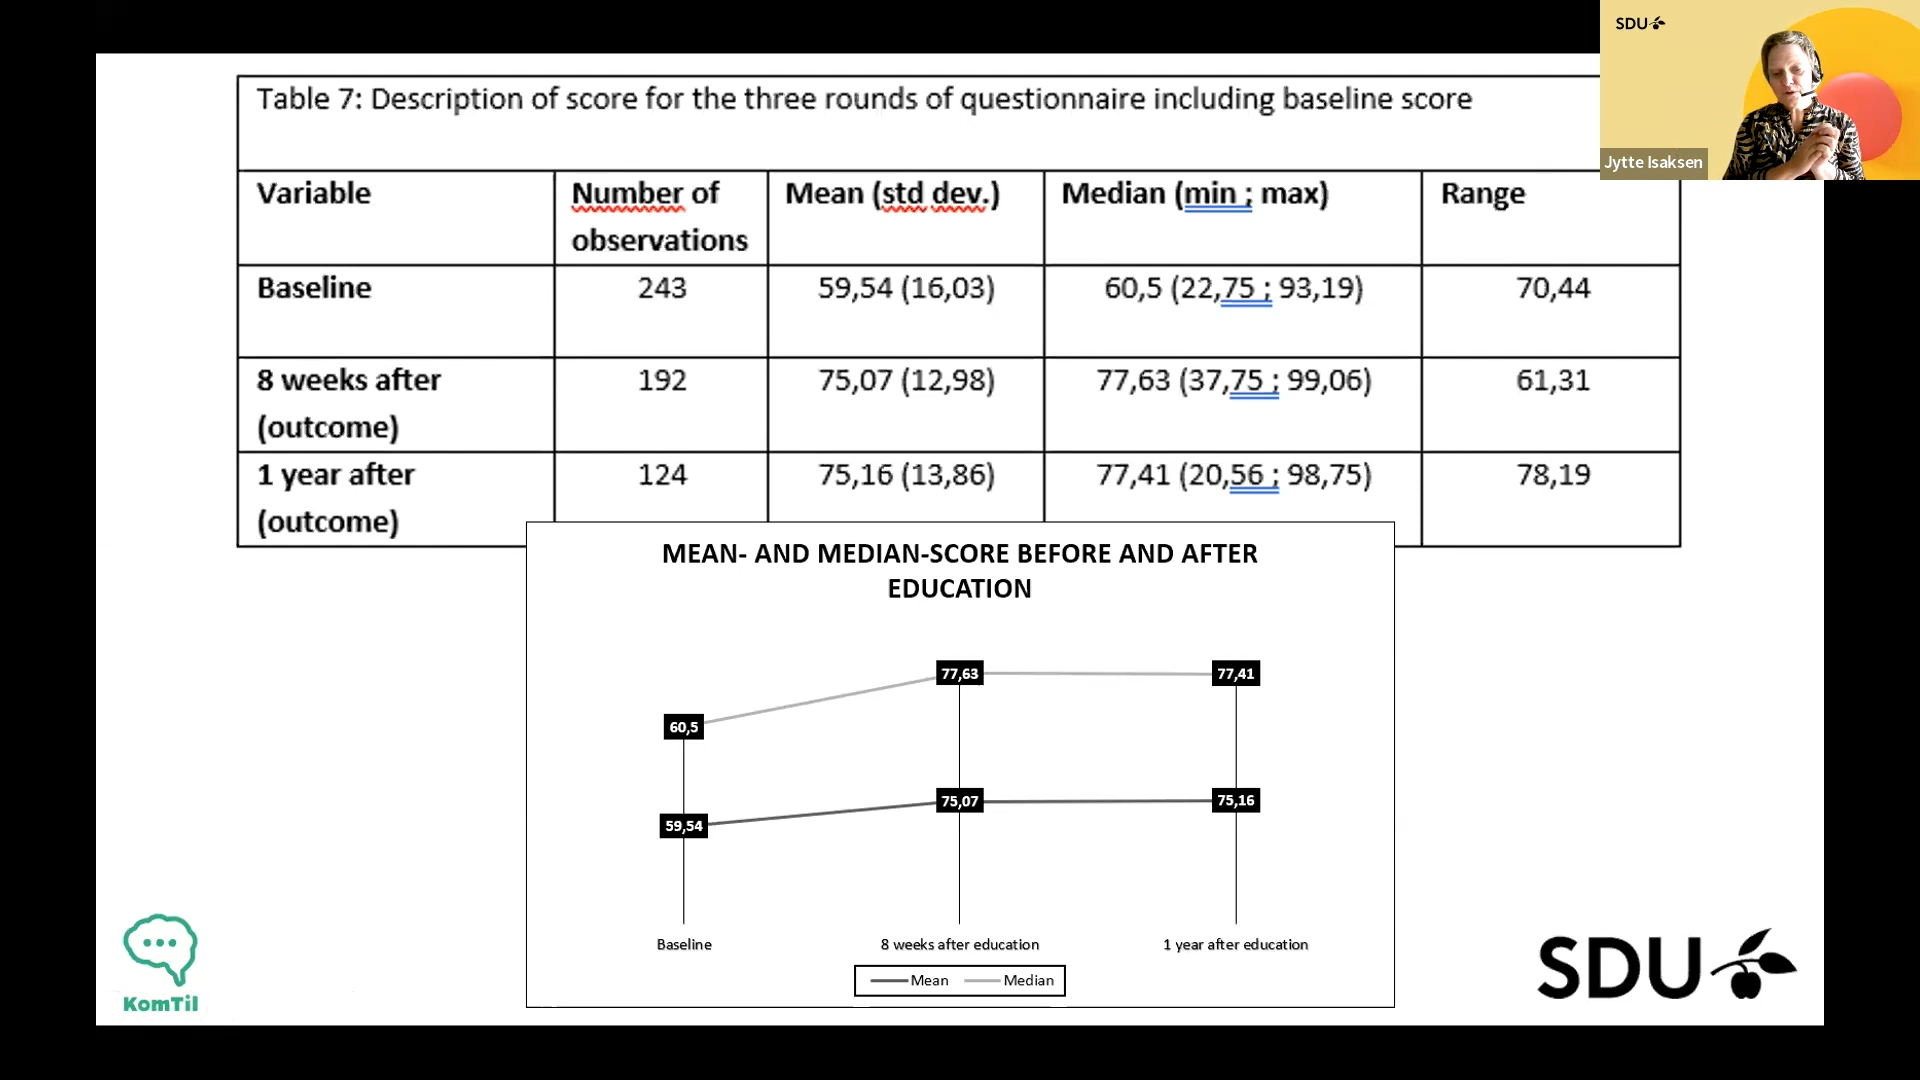 SDU
Jytte Isaksen
Table 7: Description of score for the three rounds of questionnaire including baseline score
Variable
Number of
observations
Mean (std dev.)
Median (min ; max)
Range
Baseline
243
59,54 (16,03)
60,5 (22,75 ; 93,19)
70,44
8 weeks after
(outcome)
192
75,07 (12,98)
77,63 (37,75 ; 99,06)
61,31
1 year after
(outcome)
124
75,16 (13,86)
77,41 (20,56 ; 98,75)
78,19
MEAN- AND MEDIAN-SCORE BEFORE AND AFTER
EDUCATION
77,63
77,41
60,5
75,07
75,16
59,54
Baseline
8 weeks after education
1 year after education
Mean
Median
KomTil
SDU